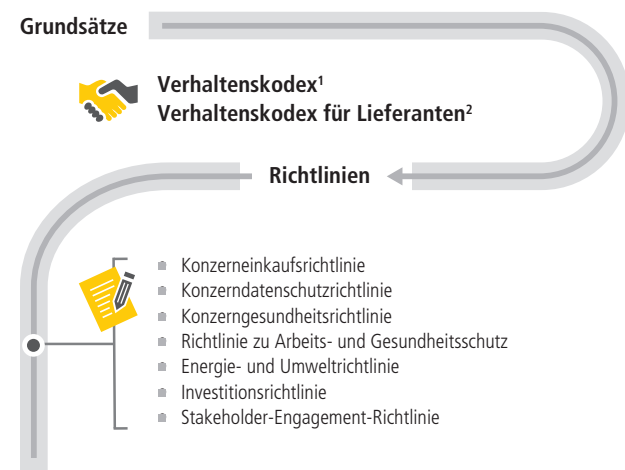 Grundsätze
Verhaltenskodex¹
Verhaltenskodex für Lieferanten²
Richtlinien
Konzerneinkaufsrichtlinie
Konzerndatenschutzrichtlinie
Konzerngesundheitsrichtlinie
Richtlinie zu Arbeits- und Gesundheitsschutz
Energie- und Umweltrichtlinie
Investitionsrichtlinie
Stakeholder-Engagement-Richtlinie